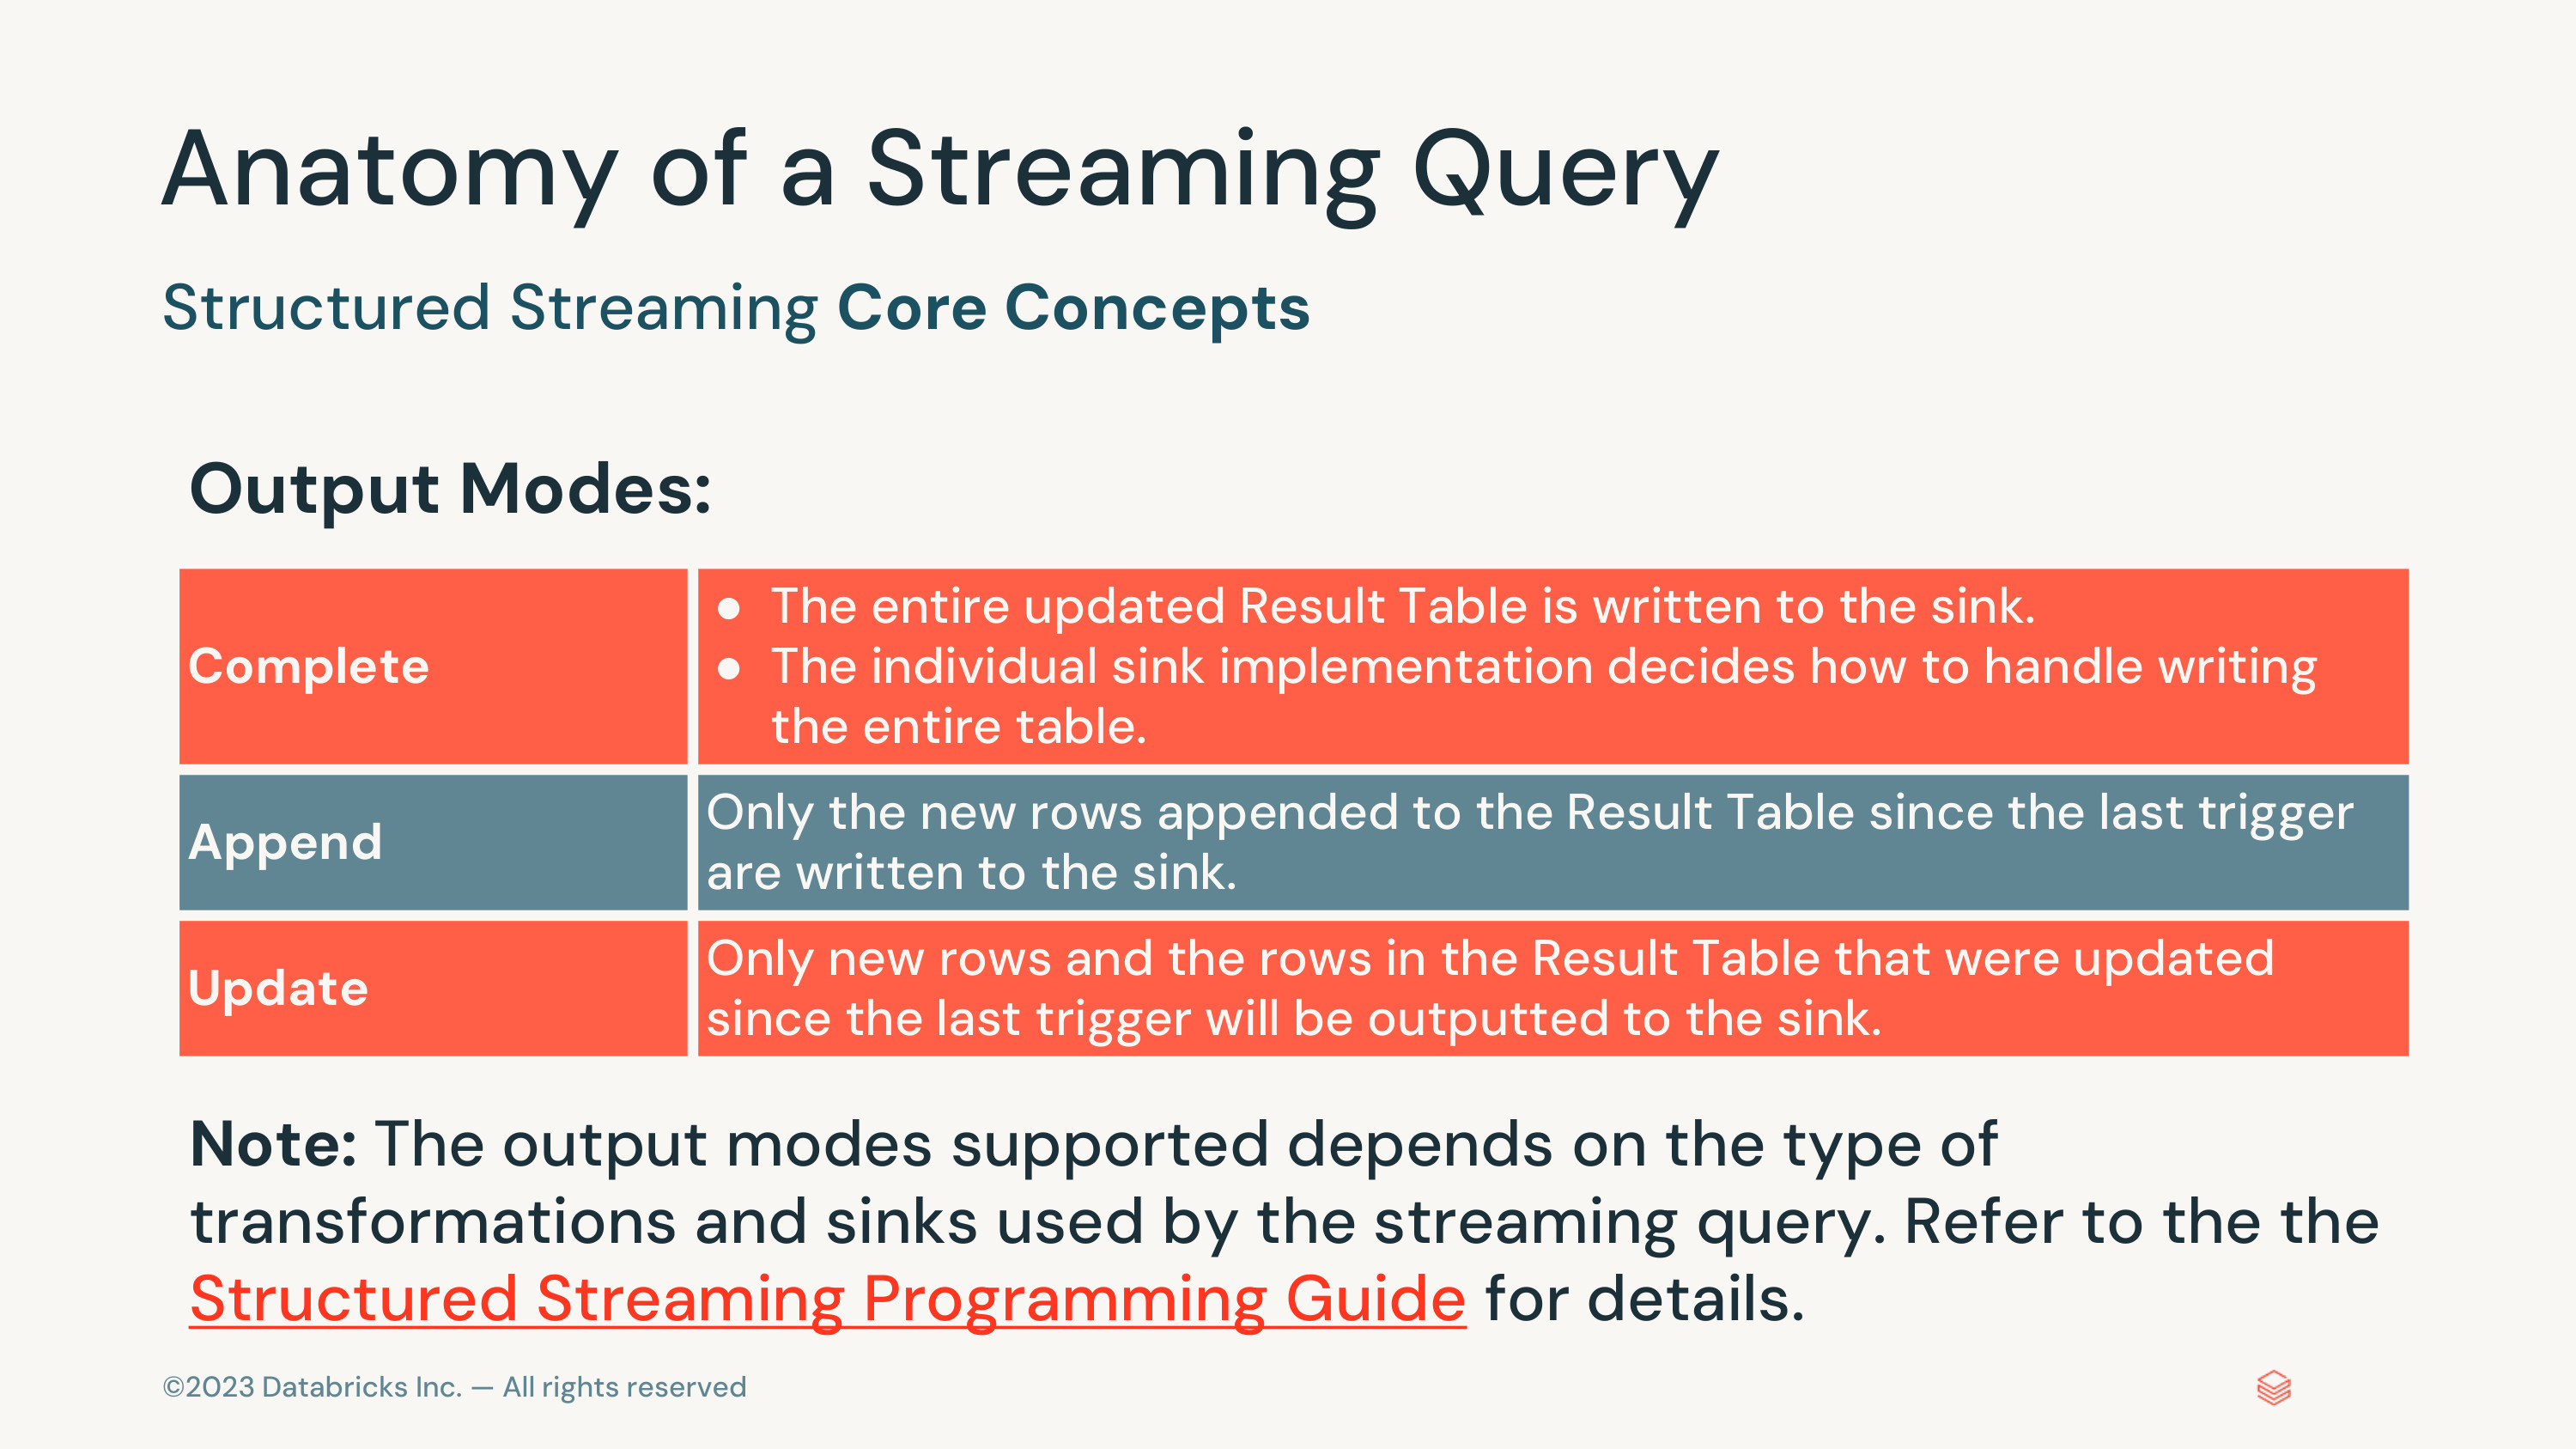 Anatomy of a Streaming Query
Structured Streaming Core Concepts
Output Modes:
Complete
● The entire updated Result Table is written to the sink.
● The individual sink implementation decides how to handle writing
the entire table.
Append
Only the new rows appended to the Result Table since the last trigger
are written to the sink.
Update
Only new rows and the rows in the Result Table that were updated
since the last trigger will be outputted to the sink.
Note: The output modes supported depends on the type of
transformations and sinks used by the streaming query. Refer to the the
Structured Streaming Programming Guide for details.
©2023 Databricks Inc. — All rights reserved